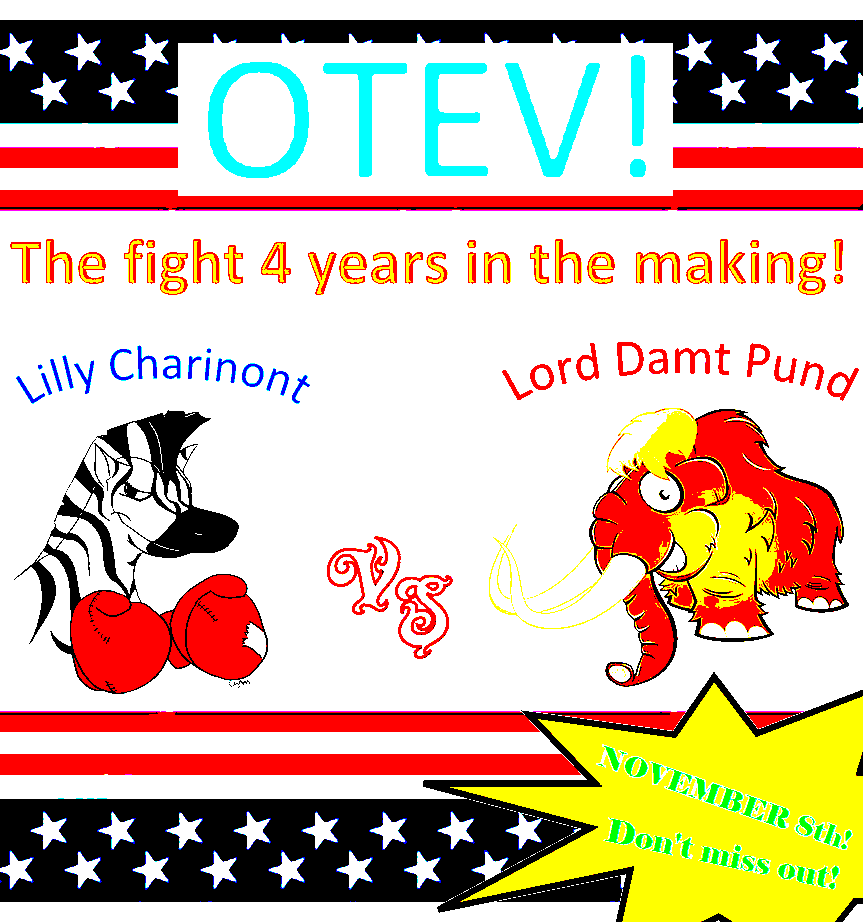 OTEV!
The fight 4 years in the making!
Lilly Charinont
Lord Damt Pund
VS
NOVEMBER 8th!
Don't miss out!